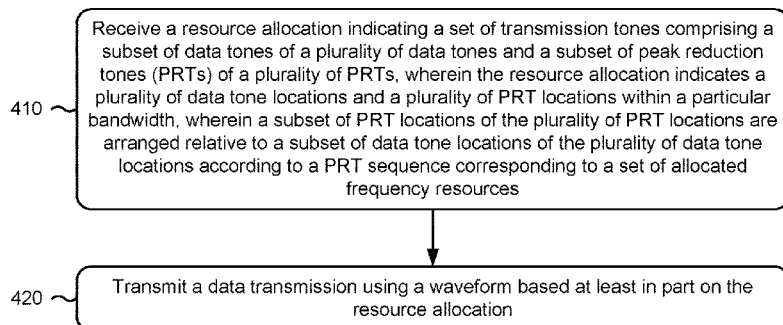 Receive a resource allocation indicating a set of transmission tones comprising a
subset of data tones of a plurality of data tones and a subset of peak reduction
tones (PRTs) of a plurality of PRTs, wherein the resource allocation indicates a
plurality of data tone locations and a plurality of PRT locations within a particular
bandwidth, wherein a subset of PRT locations of the plurality of PRT locations are
arranged relative to a subset of data tone locations of the plurality of data tone
locations according to a PRT sequence corresponding to a set of allocated
frequency resources
410
Transmit a data transmission using a waveform based at least in part on the
resource allocation
420